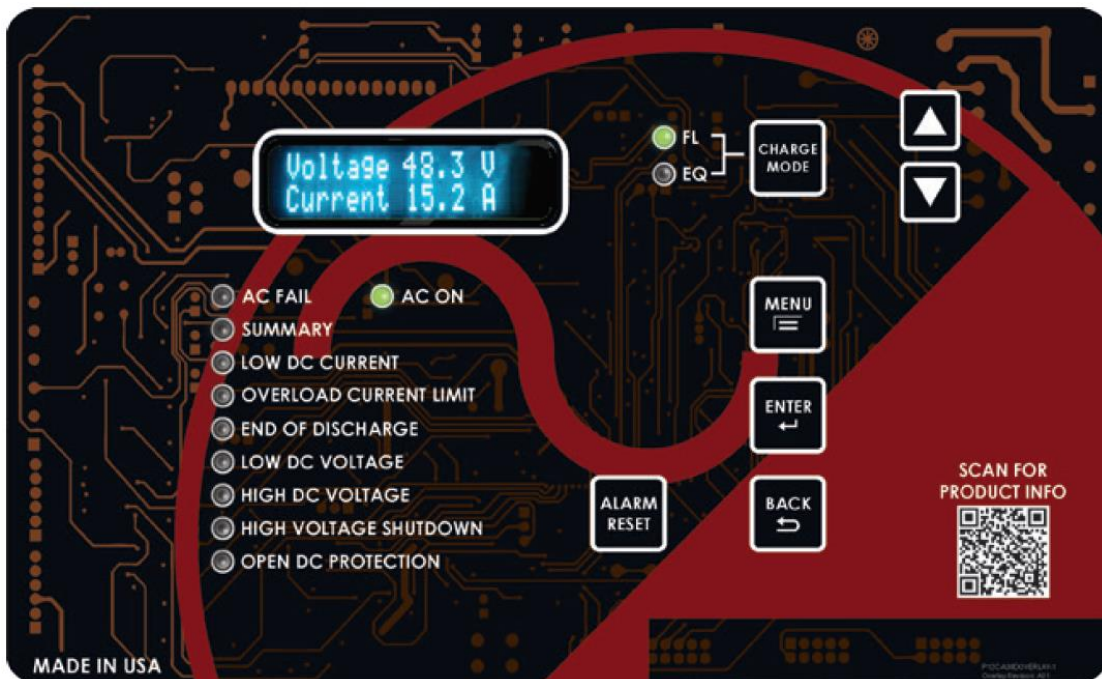 Voltage 48.3 V
Current 15.2 A
FL
EQ
CHARGE
MODE
AC FAIL
AC ON
SUMMARY
LOW DC CURRENT
OVERLOAD CURRENT LIMIT
END OF DISCHARGE
LOW DC VOLTAGE
HIGH DC VOLTAGE
HIGH VOLTAGE SHUTDOWN
OPEN DC PROTECTION
MENU
ENTER
BACK
ALARM
RESET
SCAN FOR
PRODUCT INFO
MADE IN USA